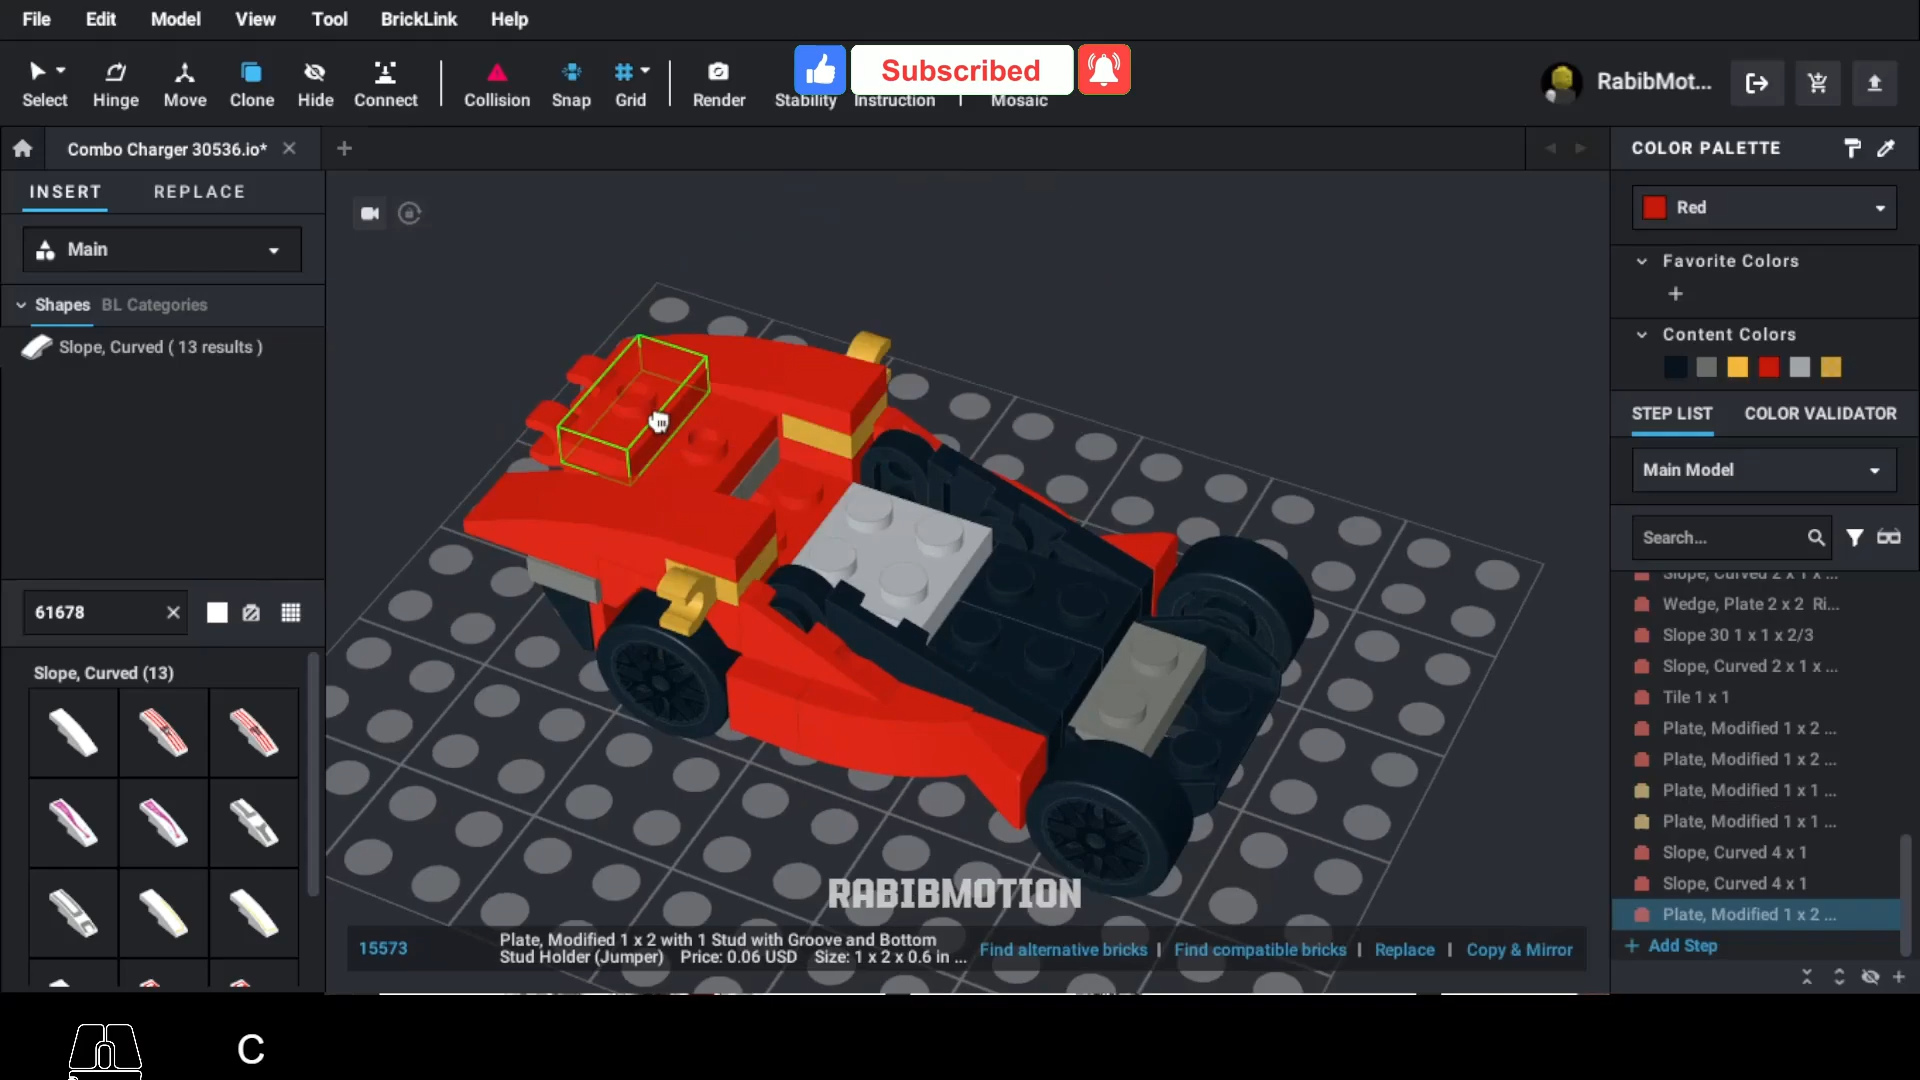 File Edit Model View Tool BrickLink Help
Select Hinge Move Clone Hide Connect Collision Snap Grid Render Stability Instruction Mosaic
Subscribed
RabibMot...
Combo Charger 30536.io*
INSERT REPLACE
Main
Shapes BL Categories
Slope, Curved ( 13 results )
61678
Slope, Curved (13)
RABIBMOTION
15573
Plate, Modified 1 x 2 with 1 Stud with Groove and Bottom
Stud Holder (Jumper) Price: 0.06 USD Size: 1 x 2 x 0.6 in ...
Find alternative bricks | Find compatible bricks | Replace | Copy & Mirror
COLOR PALETTE
Red
Favorite Colors
Content Colors
STEP LIST COLOR VALIDATOR
Main Model
Search...
Slope, Curved 2 x 1 x ...
Wedge, Plate 2 x 2 Ri...
Slope 30 1 x 1 x 2/3
Slope, Curved 2 x 1 x ...
Tile 1 x 1
Plate, Modified 1 x 2 ...
Plate, Modified 1 x 2 ...
Plate, Modified 1 x 1 ...
Plate, Modified 1 x 1 ...
Slope, Curved 4 x 1
Slope, Curved 4 x 1
Plate, Modified 1 x 2 ...
+ Add Step
C